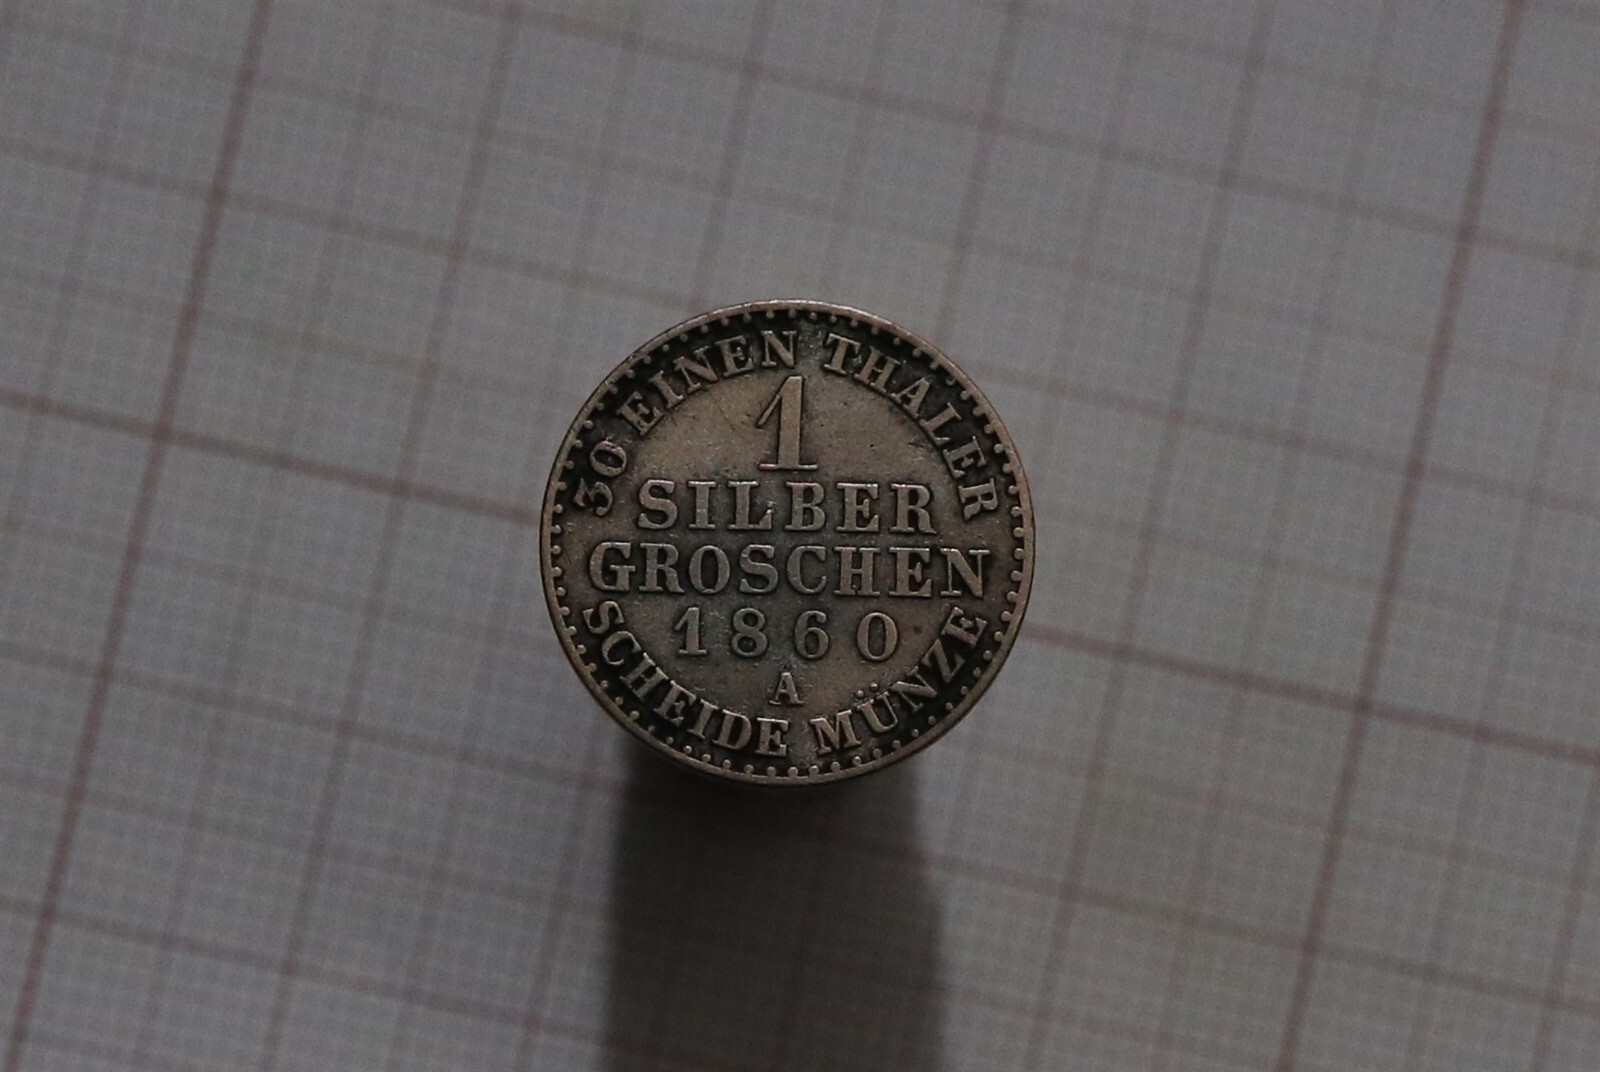 30 EINEN THALER
1
SILBER
GROSCHEN
1860
A
SCHEIDE MÜNZE